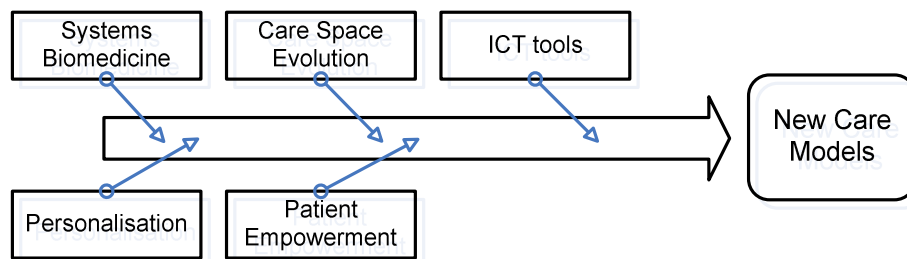 Systems
Biomedicine
Care Space
Evolution
ICT tools
New Care
Models
Personalisation
Patient
Empowerment